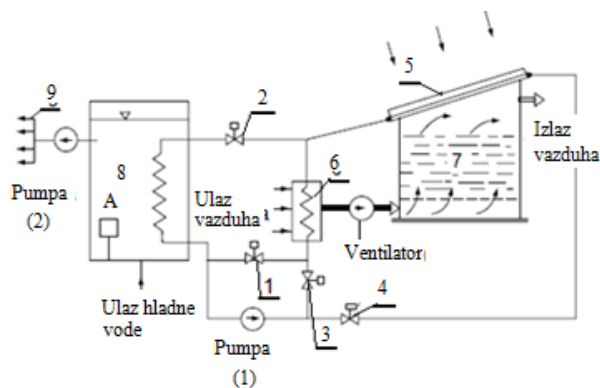 9
2
5
8
6
7
Izlaz
vazduha
Pumpa
(2)
A
Ulaz
vazduha
Ventilator
1
4
3
Ulaz hladne
vode
Pumpa
(1)